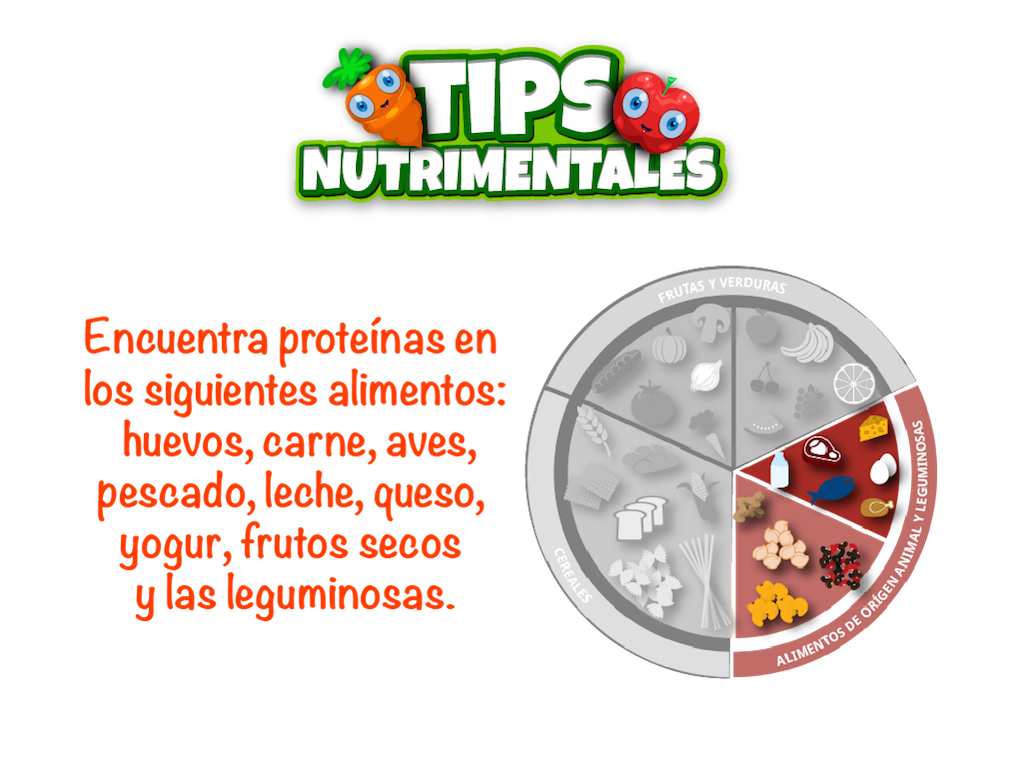 TIPS
NUTRIMENTALES
FRUTAS Y VERDURAS
Encuentra proteínas en
los siguientes alimentos:
huevos, carne, aves,
pescado, leche, queso,
yogur, frutos secos
y las leguminosas.
CEREALES
ALIMENTOS DE ORÍGEN ANIMAL Y LEGUMINOSAS